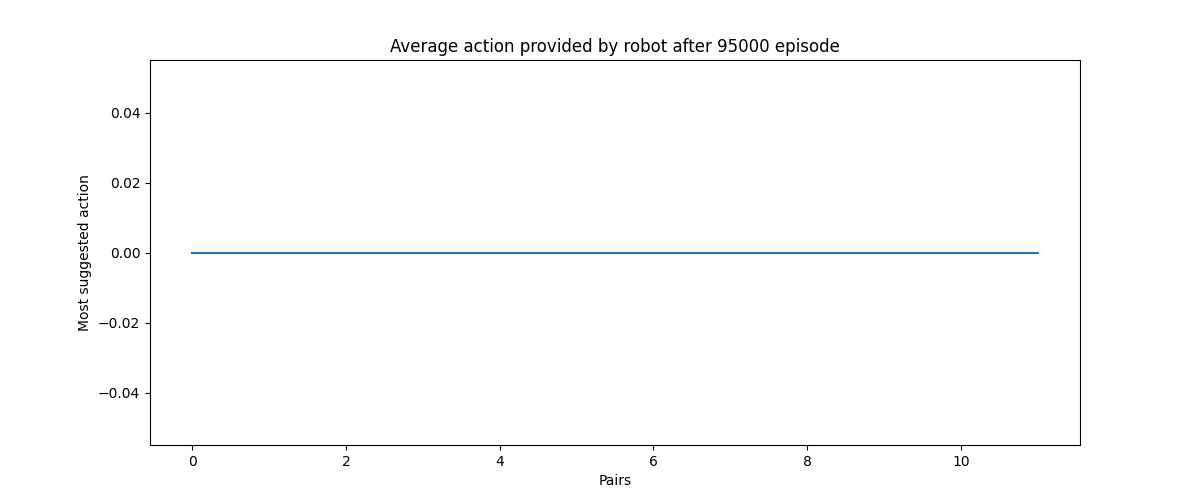 Average action provided by robot after 95000 episode
0.04
0.02
0.00
−0.02
−0.04
Most suggested action
0 2 4 6 8 10
Pairs